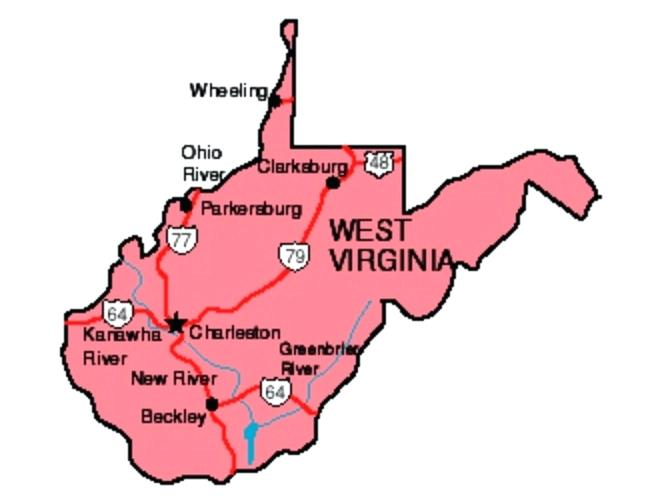 Wheeling
Ohio
River
Clarksburg
48
Parkersburg
77
WEST
VIRGINIA
79
64
Kanawha
River
Charleston
Greenbrier
River
New River
64
Beckley